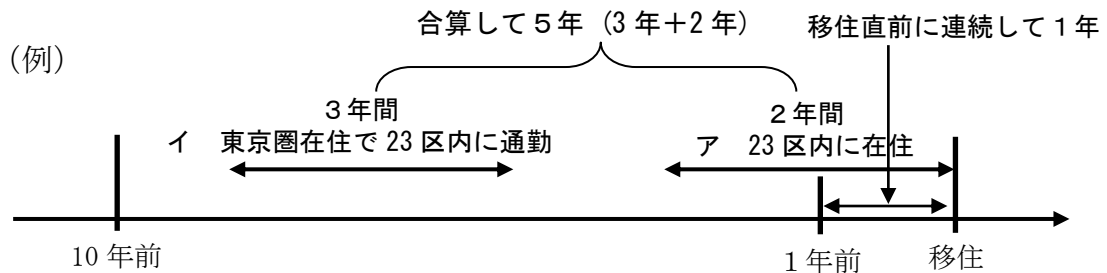 合算して５年（3年＋2年）
移住直前に連続して１年
（例）
３年間
２年間
イ　東京圏在住で 23 区内に通勤
ア　23 区内に在住
10 年前
１年前
移住